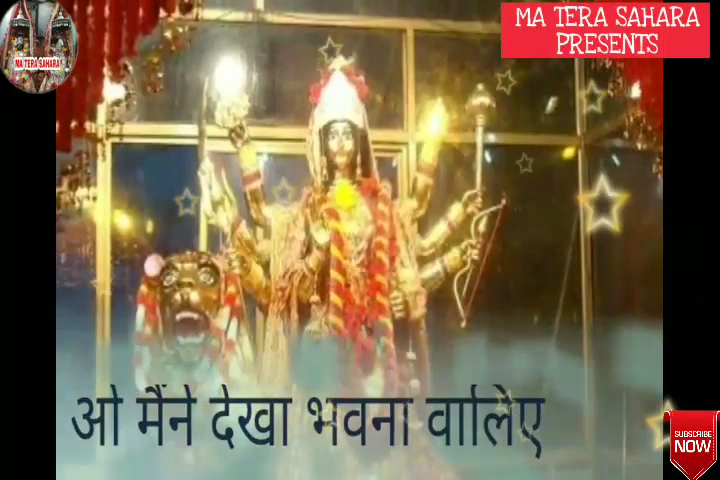 MA TERA SAHARA
MA TERA SAHARA
PRESENTS
ओ मैंने देखा भवना वालिए
SUBSCRIBE
NOW